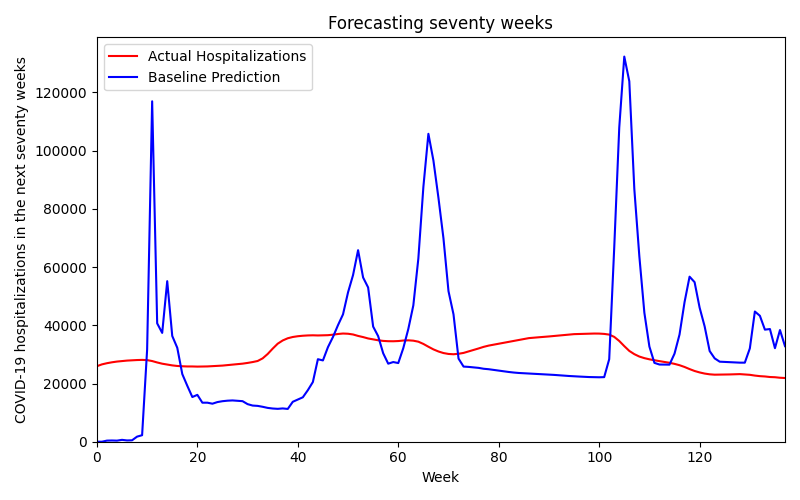 Forecasting seventy weeks
Actual Hospitalizations
Baseline Prediction
COVID-19 hospitalizations in the next seventy weeks
120000
100000
80000
60000
40000
20000
0
0 20 40 60 80 100 120
Week